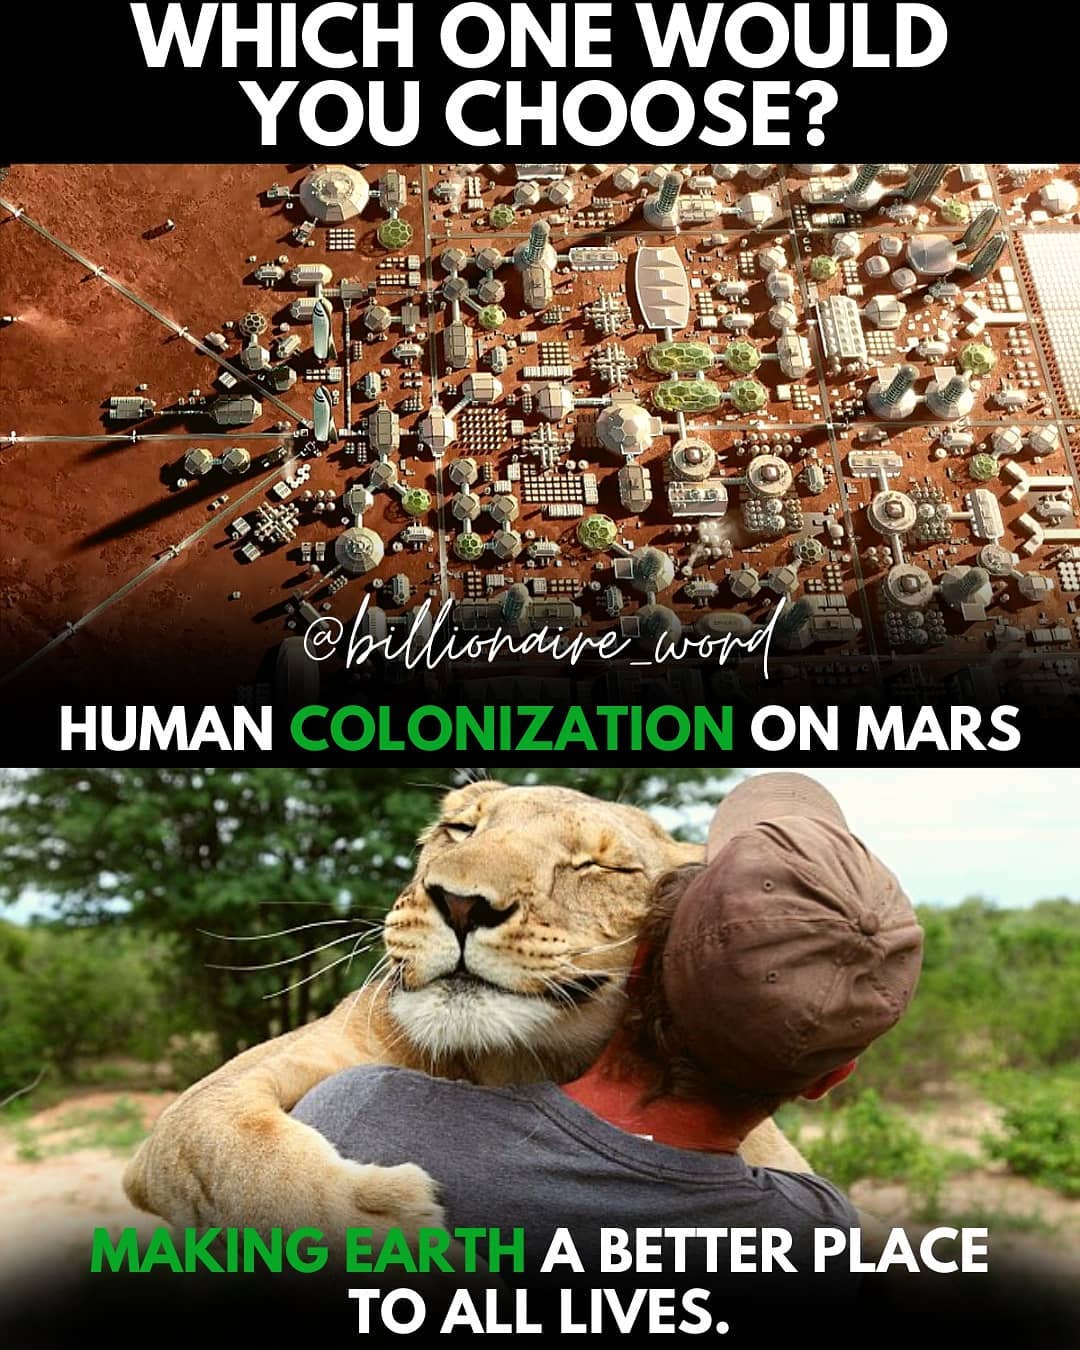 WHICH ONE WOULD
YOU CHOOSE?
@billionaire_word
HUMAN COLONIZATION ON MARS
MAKING EARTH A BETTER PLACE
TO ALL LIVES.